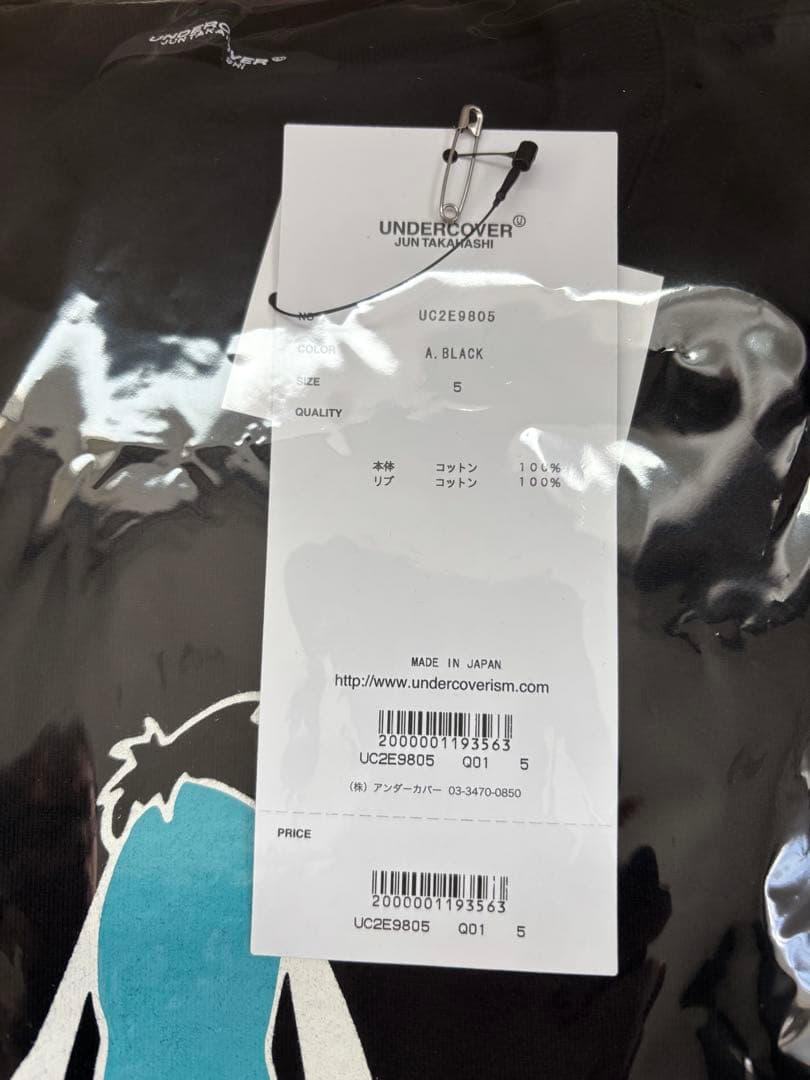 UNDERCOVER
JUN TAKAHASHI
UNDERCOVER U
JUN TAKAHASHI
NO UC2E9805
COLOR A.BLACK
SIZE 5
QUALITY
本体 コットン 100%
リブ コットン 100%
MADE IN JAPAN
http://www.undercoverism.com
2000001193563
UC2E9805 Q01 5
(株) アンダーカバー 03-3470-0850
PRICE
2000001193563
UC2E9805 Q01 5